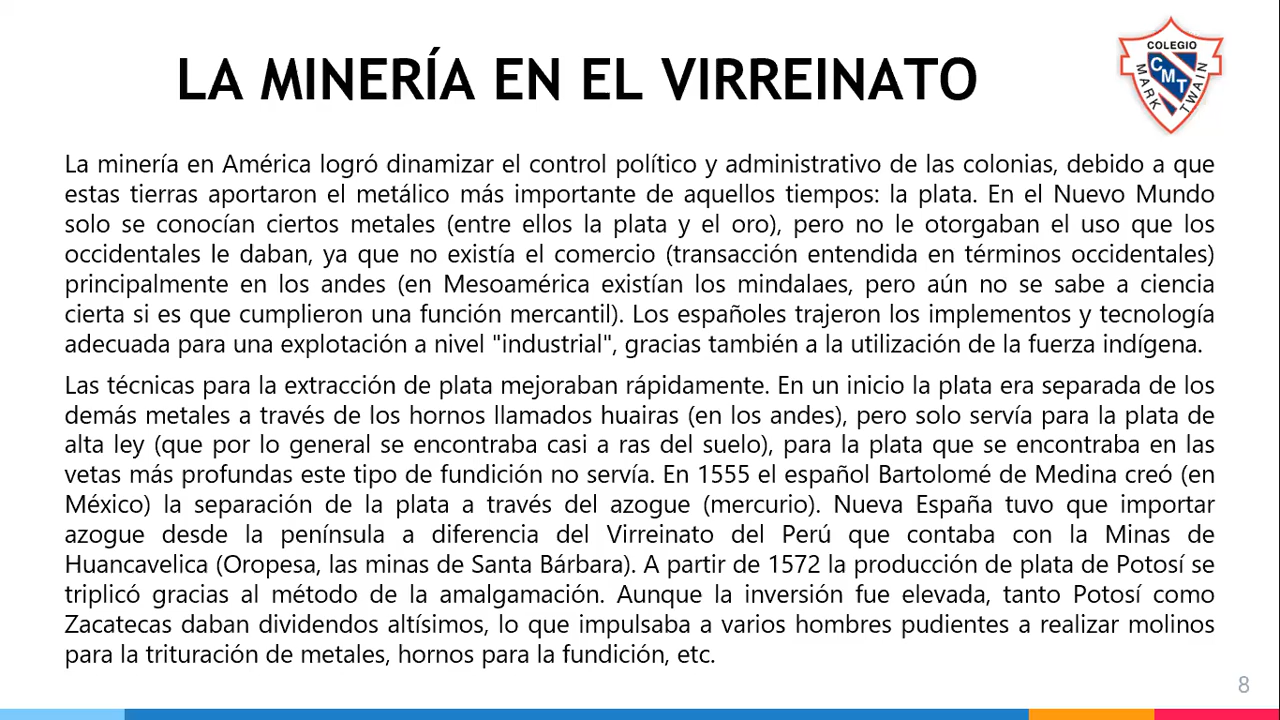 LA MINERÍA EN EL VIRREINATO
COLEGIO
MARK
CMT
TWAIN
La minería en América logró dinamizar el control político y administrativo de las colonias, debido a que
estas tierras aportaron el metálico más importante de aquellos tiempos: la plata. En el Nuevo Mundo
solo se conocían ciertos metales (entre ellos la plata y el oro), pero no le otorgaban el uso que los
occidentales le daban, ya que no existía el comercio (transacción entendida en términos occidentales)
principalmente en los andes (en Mesoamérica existían los mindalaes, pero aún no se sabe a ciencia
cierta si es que cumplieron una función mercantil). Los españoles trajeron los implementos y tecnología
adecuada para una explotación a nivel "industrial", gracias también a la utilización de la fuerza indígena.
Las técnicas para la extracción de plata mejoraban rápidamente. En un inicio la plata era separada de los
demás metales a través de los hornos llamados huairas (en los andes), pero solo servía para la plata de
alta ley (que por lo general se encontraba casi a ras del suelo), para la plata que se encontraba en las
vetas más profundas este tipo de fundición no servía. En 1555 el español Bartolomé de Medina creó (en
México) la separación de la plata a través del azogue (mercurio). Nueva España tuvo que importar
azogue desde la península a diferencia del Virreinato del Perú que contaba con la Minas de
Huancavelica (Oropesa, las minas de Santa Bárbara). A partir de 1572 la producción de plata de Potosí se
triplicó gracias al método de la amalgamación. Aunque la inversión fue elevada, tanto Potosí como
Zacatecas daban dividendos altísimos, lo que impulsaba a varios hombres pudientes a realizar molinos
para la trituración de metales, hornos para la fundición, etc.
8